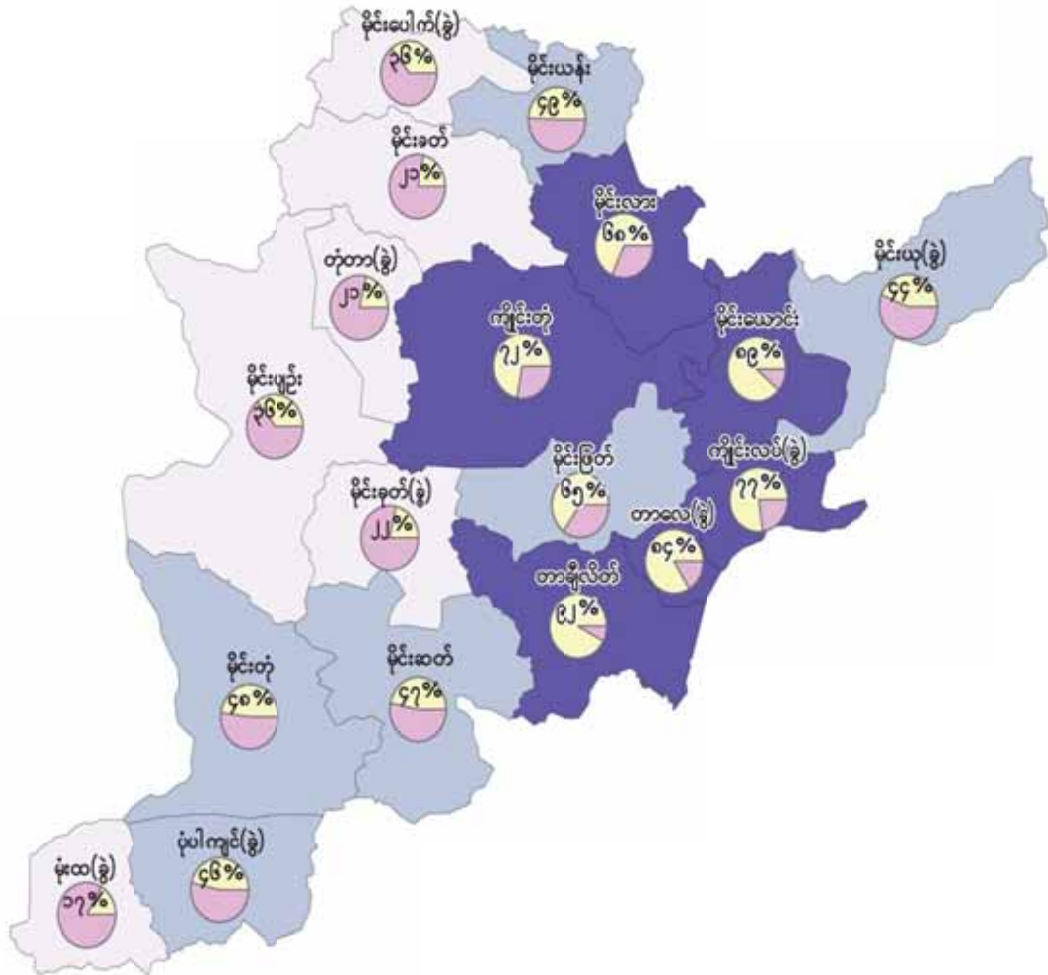 မိုင်းပေါက်(ခွဲ)
၃၆%
မိုင်းယန်း
၄၉%
မိုင်းခတ်
၂၁%
မိုင်းလား
၆၈%
မိုင်းယု(ခွဲ)
၄၄%
တုံတာ(ခွဲ)
၂၁%
ကျိုင်းတုံ
၇၂%
မိုင်းယောင်း
၈၉%
မိုင်းပျဉ်း
၃၆%
ကျိုင်းလပ်(ခွဲ)
၇၇%
မိုင်းဖြတ်
၆၅%
မိုင်းခုတ်(ခွဲ)
၂၂%
တာလေ(ခွဲ)
၈၄%
တာချီလိတ်
၉၂%
မိုင်းတုံ
၄၈%
မိုင်းဆတ်
၄၇%
ပုံပါကျင်(ခွဲ)
၄၆%
မုံးထ(ခွဲ)
၁၇%